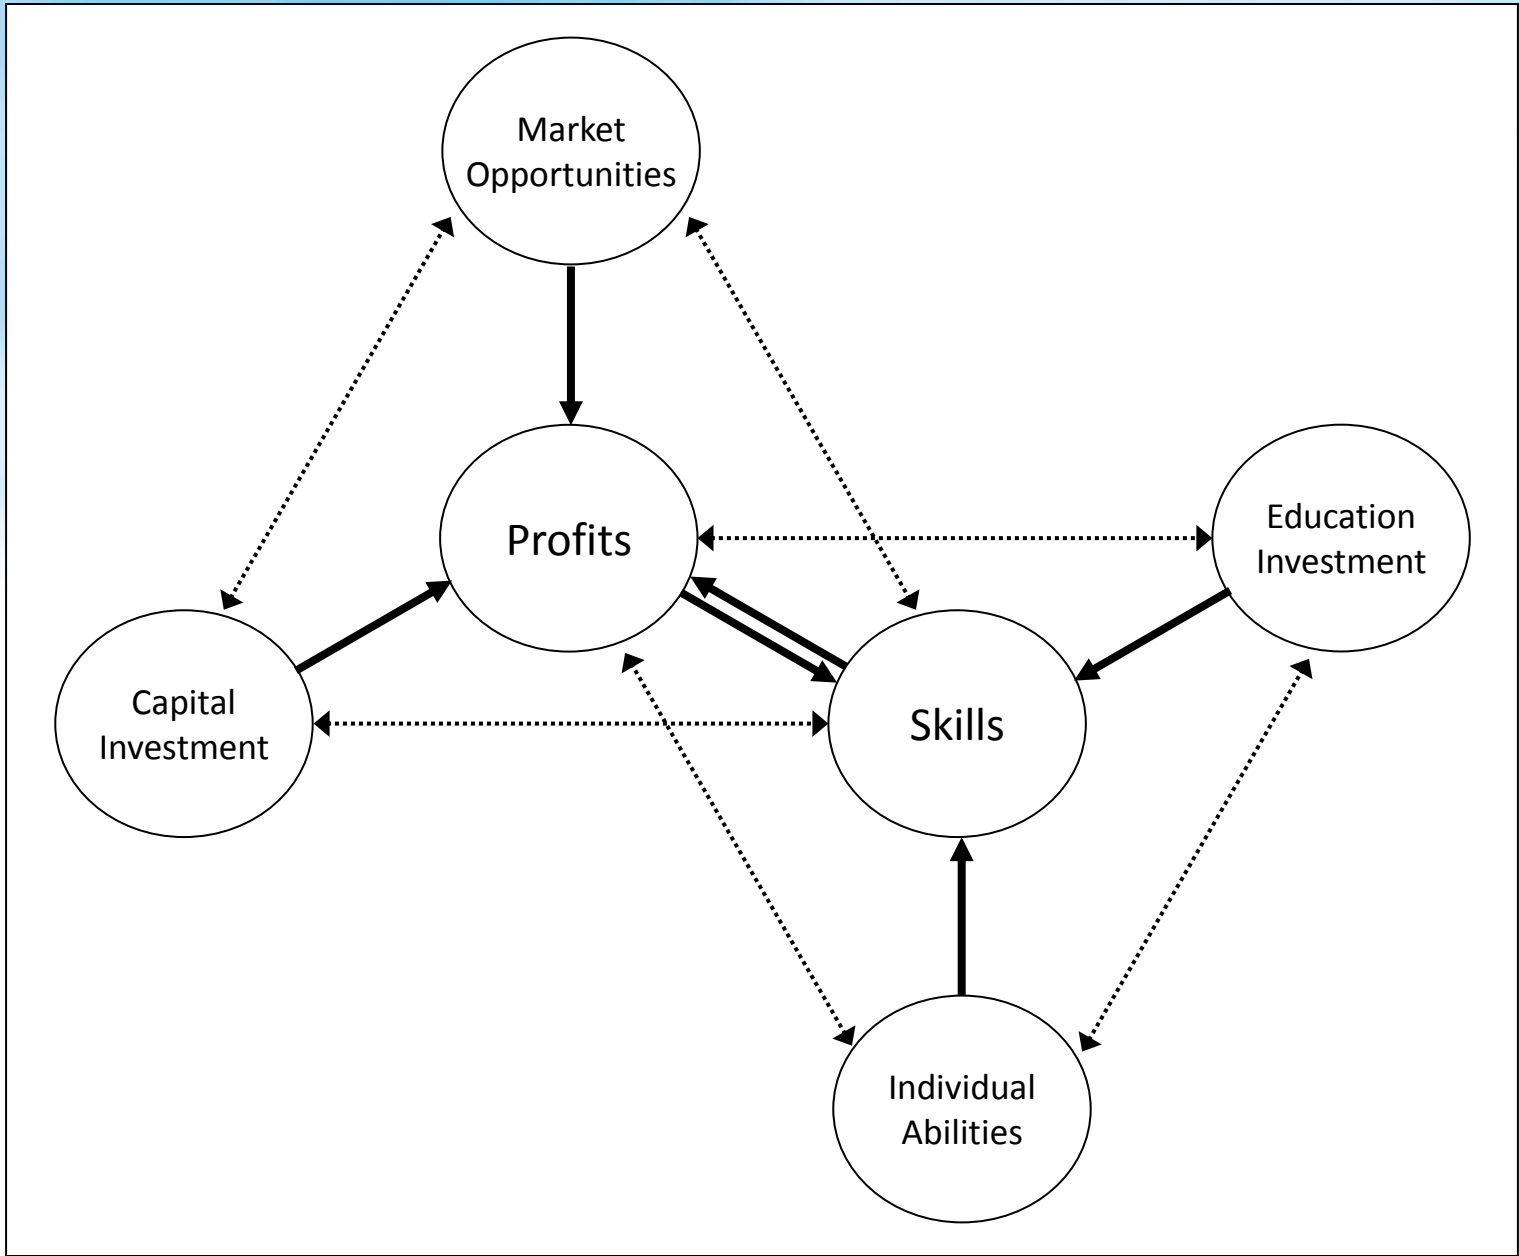 Market
Opportunities
Profits
Education
Investment
Capital
Investment
Skills
Individual
Abilities